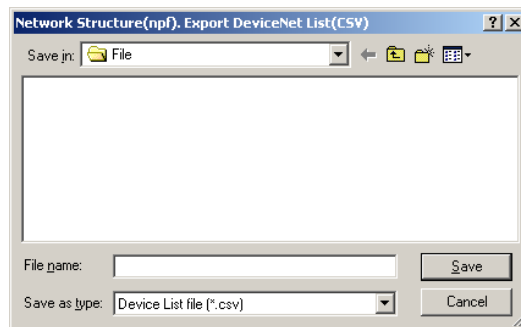 Network Structure(npf). Export DeviceNet List(CSV)
Save in: File
File name:
Save
Save as type: Device List file (*.csv)
Cancel